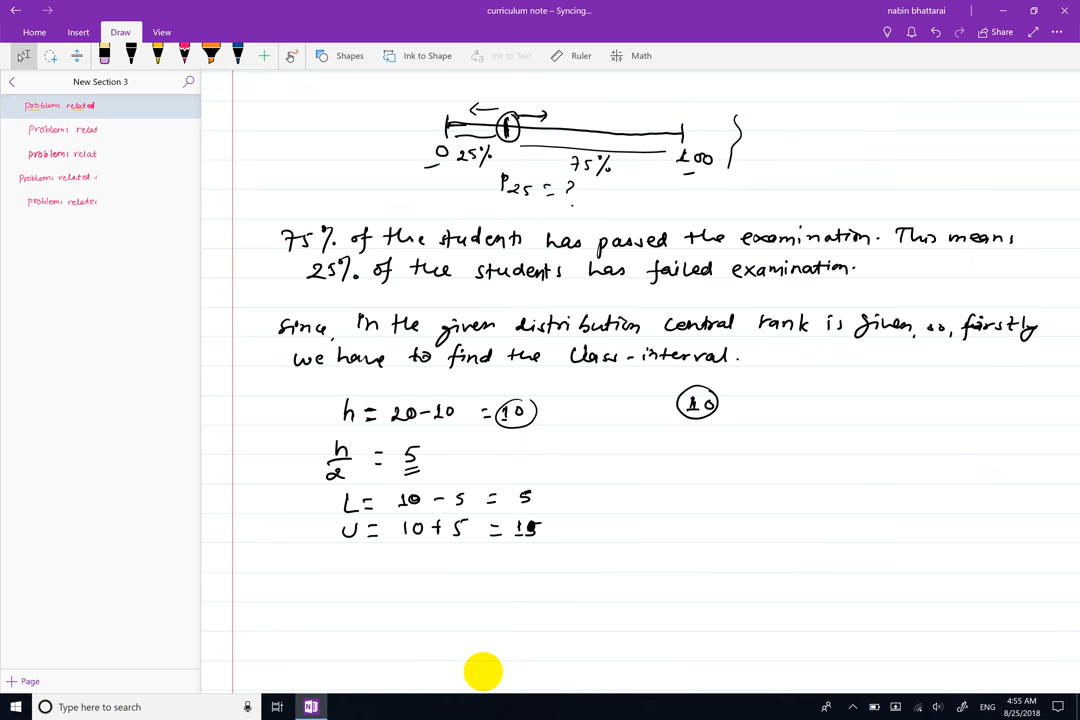 curriculum note - Syncing...
nabin bhattarai
Home Insert Draw View
Share
Shapes Ink to Shape Ink to Text Ruler Math
New Section 3
problems related
problems relat
problems relat
problems related
problems related
0 25% 75% 100
P25 = ?
75% of the students has passed the examination. This means
25% of the students has failed examination.
Since, in the given distribution central rank is given, so, firstly
we have to find the class-interval.
h = 20-10 = 10
10
h/2 = 5
L = 10 - 5 = 5
U = 10 + 5 = 15
+ Page
Type here to search
ENG
4:55 AM
8/25/2018